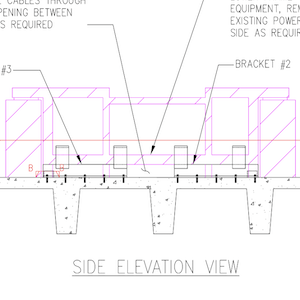 CABLES THROUGH
OPENING BETWEEN
AS REQUIRED
EQUIPMENT, REM
EXISTING POWER
SIDE AS REQUIR
#3
BRACKET #2
B
SIDE ELEVATION VIEW